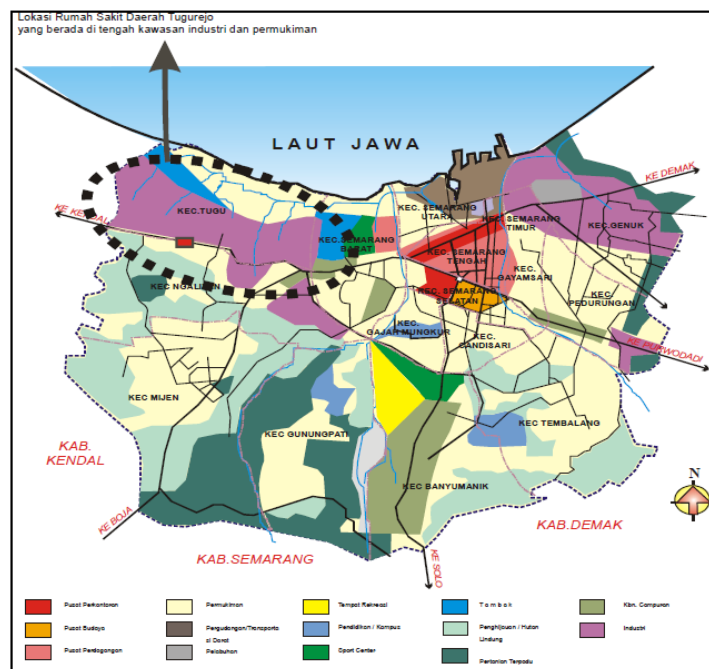 Lokasi Rumah Sakit Daerah Tugurejo
yang berada di tengah kawasan industri dan permukiman
LAUT JAWA
KE DEMAK
KEC.TUGU
KEC. SEMARANG
UTARA
KEC. SEMARANG
TIMUR
KEC.GENUK
KE KENDAL
KEC.SEMARANG
BARAT
KEC. SEMARANG
TENGAH
KEC.
GAYAMSARI
KEC NGALIYAN
KEC. SEMARANG
SELATAN
KEC.
PEDURUNGAN
KEC.
GAJAH MUNGKUR
KEC.
CANDISARI
KE PURWODADI
KEC MIJEN
KEC GUNUNGPATI
KEC TEMBALANG
KAB.
KENDAL
KEC BANYUMANIK
N
KE BOJA
KAB.DEMAK
KAB.SEMARANG
KE SOLO
Pusat Perkantoran
Permukiman
Tempat Rekreasi
Tambak
Kbn. Campuran
Pusat Budaya
Pergudangan/Transporta
si Darat
Pendidikan / Kampus
Penghijauan / Hutan
Lindung
Industri
Pusat Perdagangan
Pelabuhan
Sport Center
Pertanian Terpadu